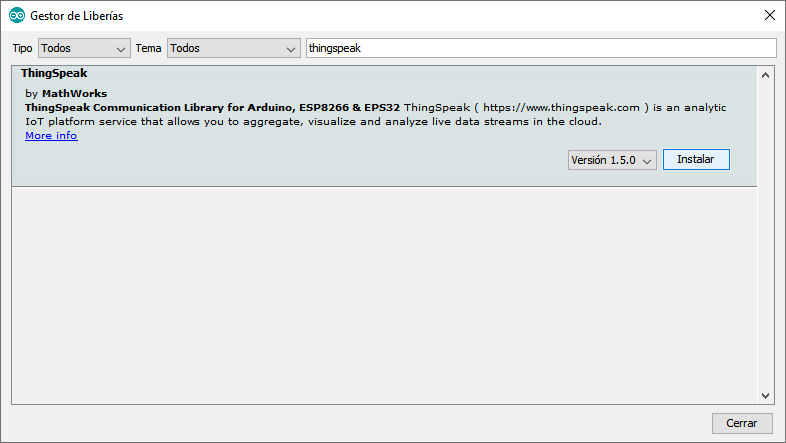 Gestor de Liberías
Tipo Todos Tema Todos thingspeak
ThingSpeak
by MathWorks
ThingSpeak Communication Library for Arduino, ESP8266 & EPS32 ThingSpeak ( https://www.thingspeak.com ) is an analytic
IoT platform service that allows you to aggregate, visualize and analyze live data streams in the cloud.
More info
Versión 1.5.0 Instalar
Cerrar